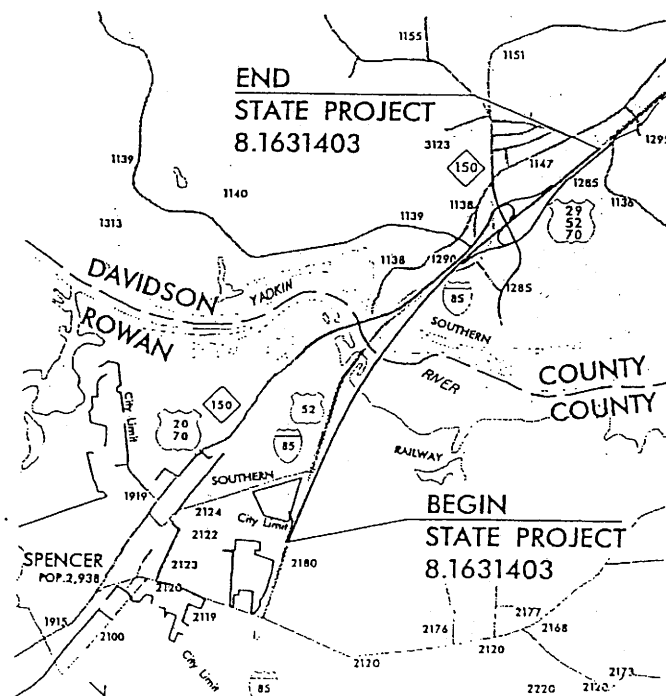 1155
1151
END
STATE PROJECT
8.1631403
3123
150
1147
1295
1139
1140
1285
1136
29
52
70
1313
1139
1138
1138
1290
85
1285
DAVIDSON
YADKIN
ROWAN
SOUTHERN
RIVER
COUNTY
COUNTY
City Limit
150
20
70
52
85
RAILWAY
SOUTHERN
1919
2124
City Limit
BEGIN
STATE PROJECT
8.1631403
2122
2180
SPENCER
POP. 2,938
2123
2120
2119
1915
2100
City Limit
2177
2176
2168
2120
2120
2173
85
2220
2120